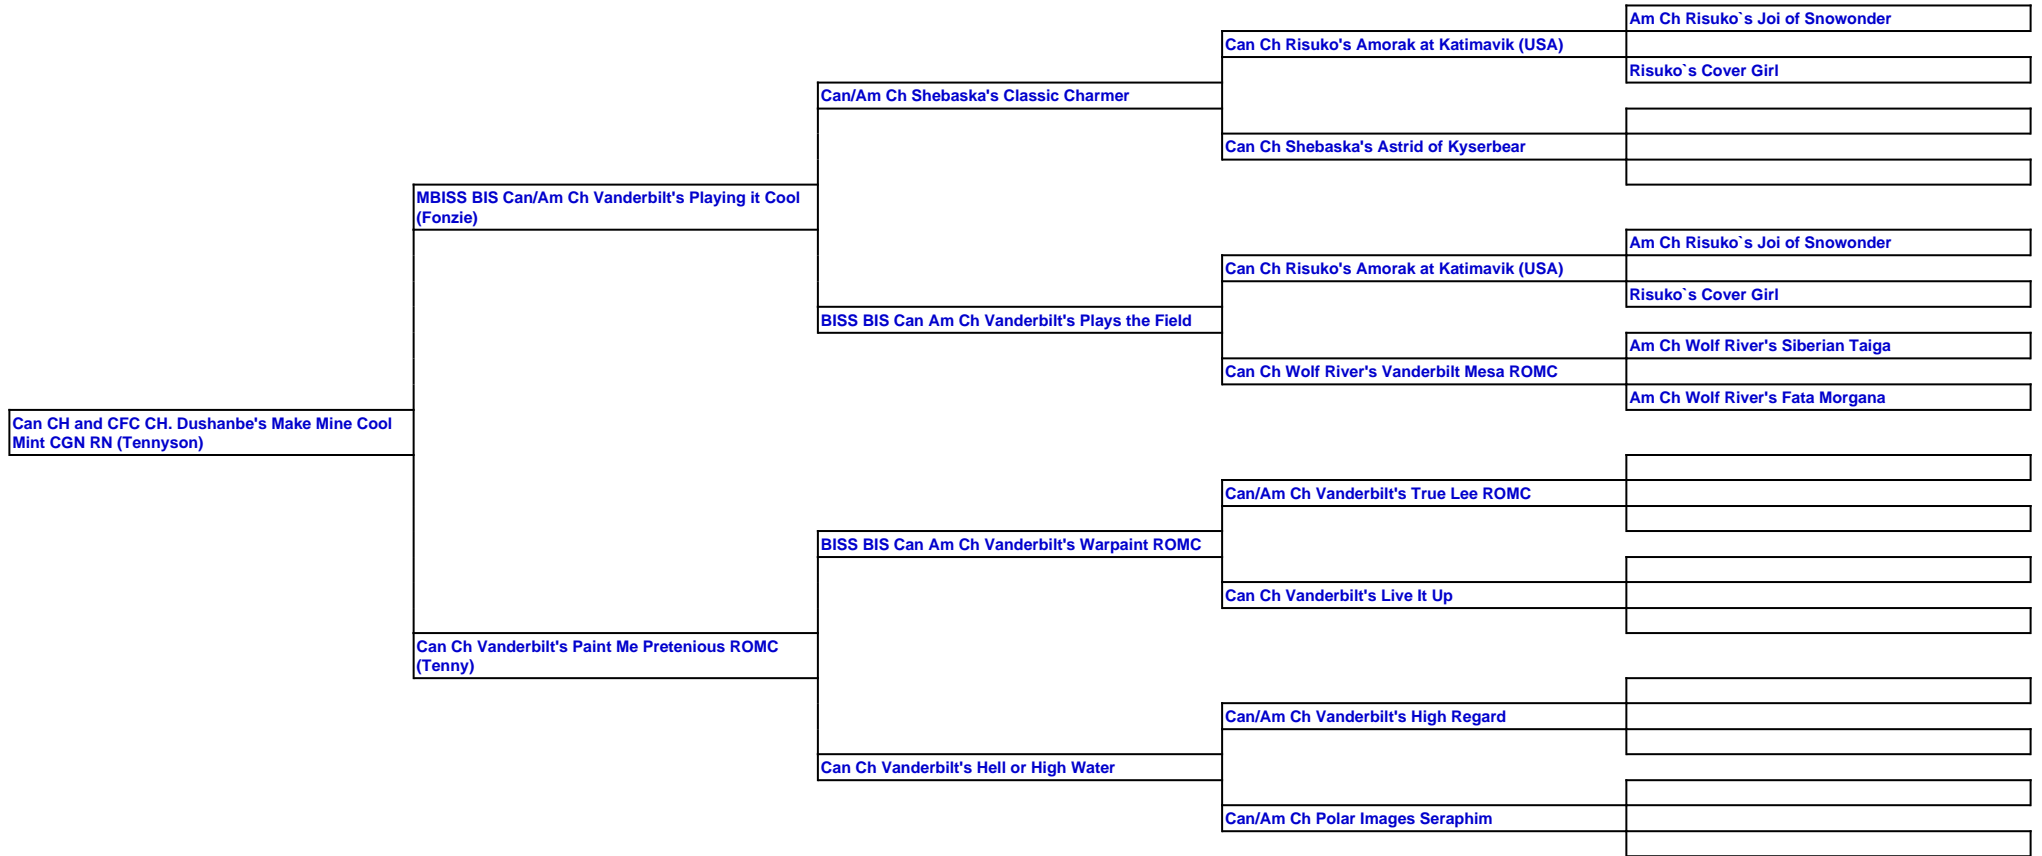 Am Ch Risuko`s Joi of Snowonder
Can Ch Risuko's Amorak at Katimavik (USA)
Risuko`s Cover Girl
Can/Am Ch Shebaska's Classic Charmer
Can Ch Shebaska's Astrid of Kyserbear
MBISS BIS Can/Am Ch Vanderbilt's Playing it Cool
(Fonzie)
Am Ch Risuko`s Joi of Snowonder
Can Ch Risuko's Amorak at Katimavik (USA)
Risuko`s Cover Girl
BISS BIS Can Am Ch Vanderbilt's Plays the Field
Am Ch Wolf River's Siberian Taiga
Can Ch Wolf River's Vanderbilt Mesa ROMC
Am Ch Wolf River's Fata Morgana
Can CH and CFC CH. Dushanbe's Make Mine Cool
Mint CGN RN (Tennyson)
Can/Am Ch Vanderbilt's True Lee ROMC
BISS BIS Can Am Ch Vanderbilt's Warpaint ROMC
Can Ch Vanderbilt's Live It Up
Can Ch Vanderbilt's Paint Me Pretenious ROMC
(Tenny)
Can/Am Ch Vanderbilt's High Regard
Can Ch Vanderbilt's Hell or High Water
Can/Am Ch Polar Images Seraphim